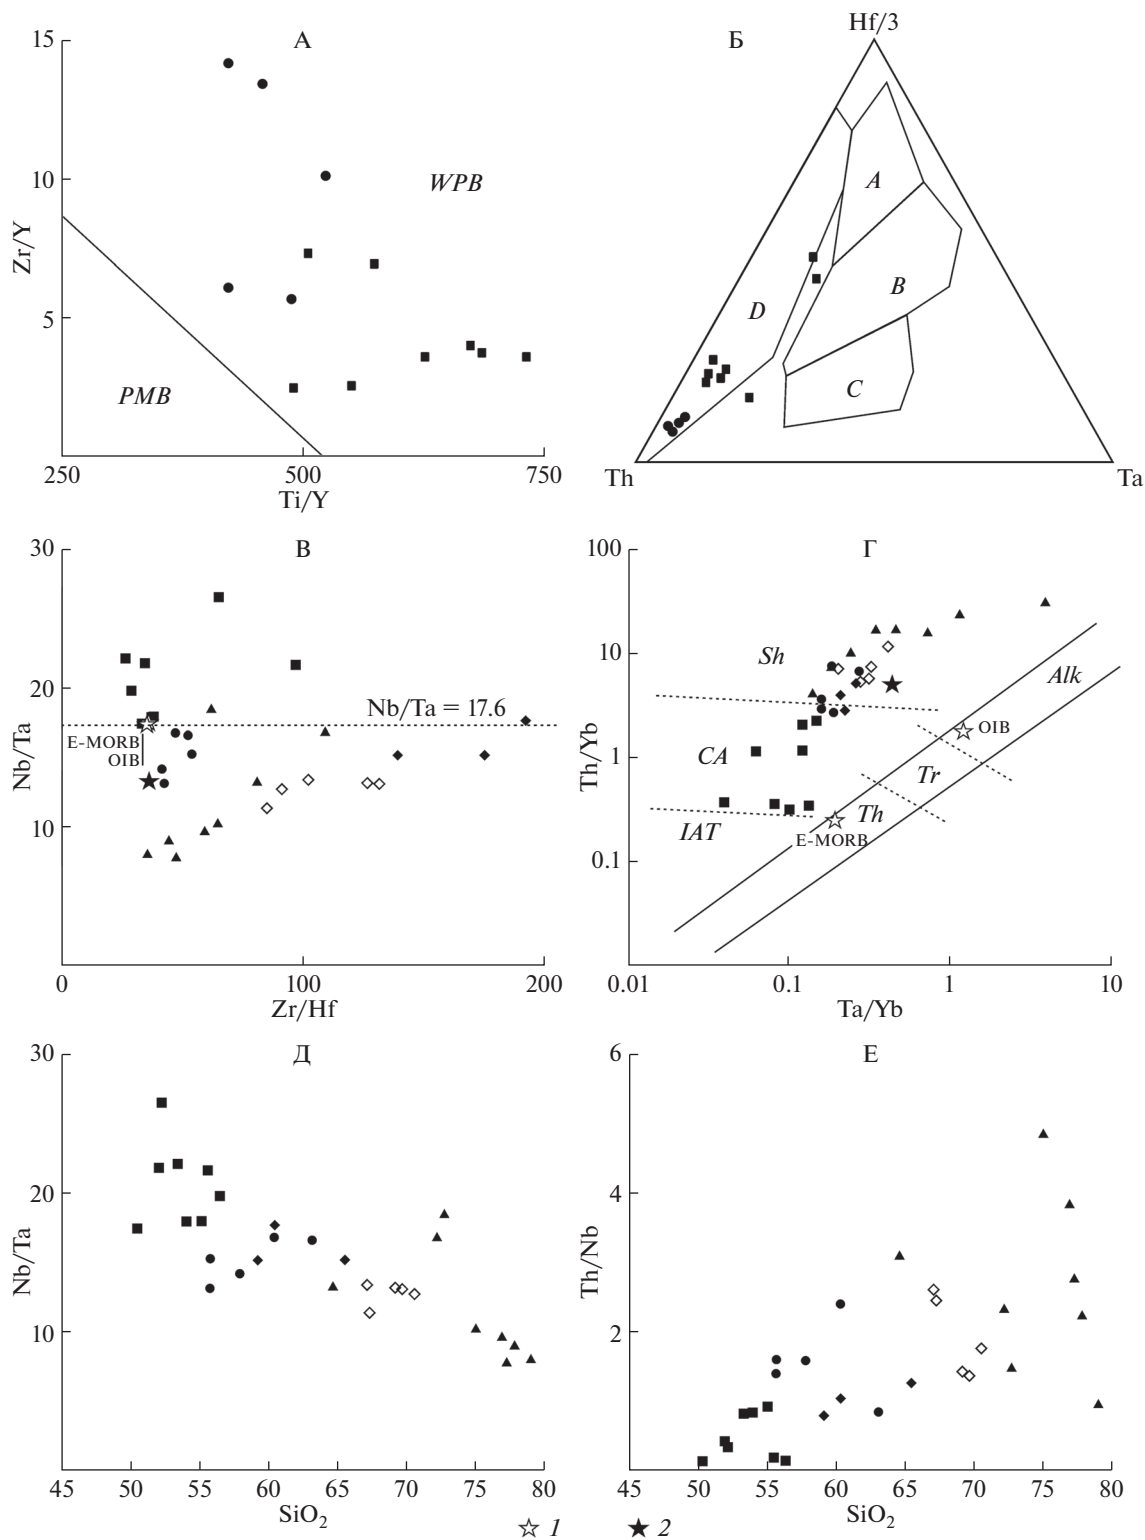 А
15
10
5
Zr/Y
WPB
PMB
250
500
750
Ti/Y
Б
Hf/3
A
B
C
D
Th
Ta
В
30
20
10
Nb/Ta
Nb/Ta = 17.6
E-MORB
OIB
0
100
200
Zr/Hf
Г
100
10
1
0.1
Th/Yb
Sh
CA
IAT
Alk
OIB
Tr
Th
E-MORB
0.01
0.1
1
10
Ta/Yb
Д
30
20
10
Nb/Ta
45 50 55 60 65 70 75 80
SiO2
Е
6
4
2
Th/Nb
45 50 55 60 65 70 75 80
SiO2
1
2